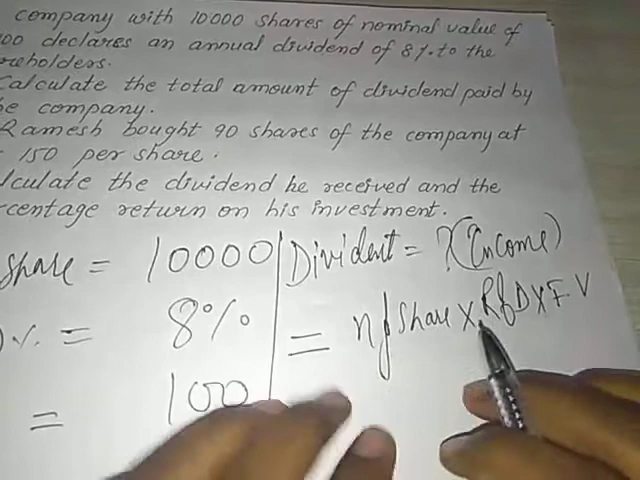 company with 10000 shares of nominal value of
00 declares an annual dividend of 8% to the
reholders.
Calculate the total amount of dividend paid by
e company.
Ramesh bought 90 shares of the company at
150 per share.
lculate the dividend he received and the
rcentage return on his investment.
Share = 10000
Divident = ?(Income)
% = 8%
= n of Share x R of D x F.V
= 100